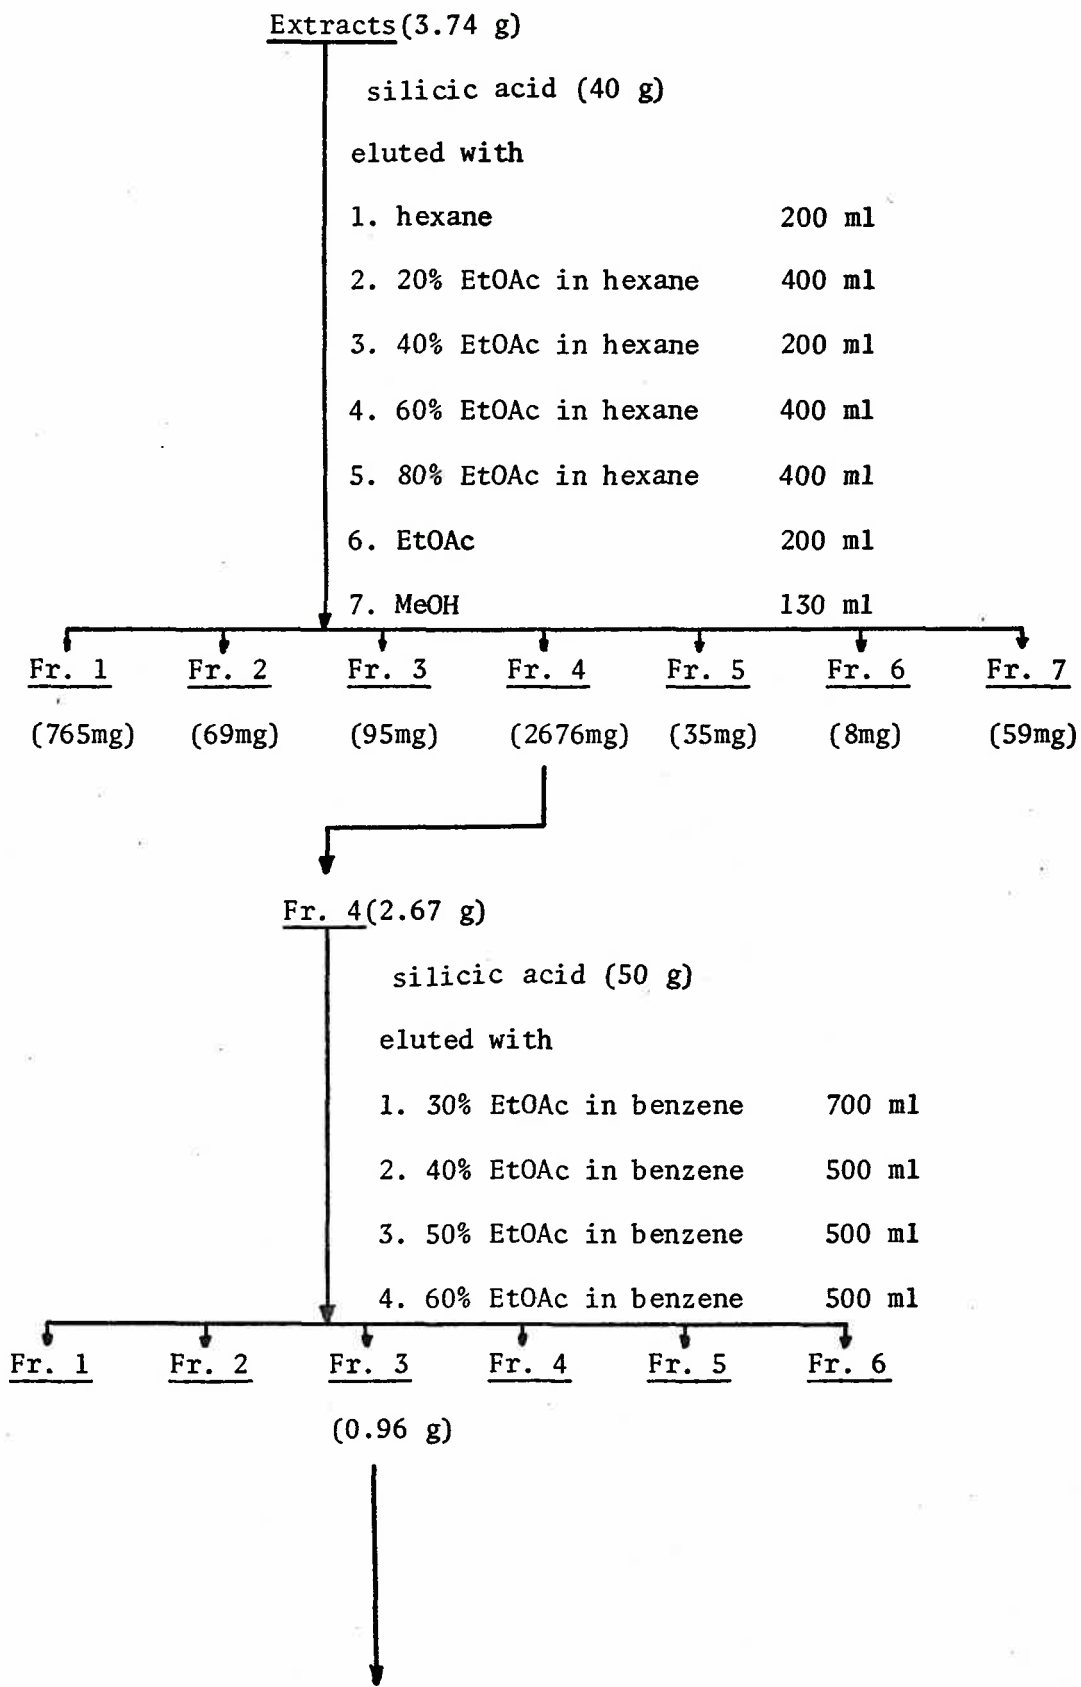 Extracts(3.74 g)
silicic acid (40 g)
eluted with
1. hexane 200 ml
2. 20% EtOAc in hexane 400 ml
3. 40% EtOAc in hexane 200 ml
4. 60% EtOAc in hexane 400 ml
5. 80% EtOAc in hexane 400 ml
6. EtOAc 200 ml
7. MeOH 130 ml
Fr. 1 Fr. 2 Fr. 3 Fr. 4 Fr. 5 Fr. 6 Fr. 7
(765mg) (69mg) (95mg) (2676mg) (35mg) (8mg) (59mg)
Fr. 4(2.67 g)
silicic acid (50 g)
eluted with
1. 30% EtOAc in benzene 700 ml
2. 40% EtOAc in benzene 500 ml
3. 50% EtOAc in benzene 500 ml
4. 60% EtOAc in benzene 500 ml
Fr. 1 Fr. 2 Fr. 3 Fr. 4 Fr. 5 Fr. 6
(0.96 g)